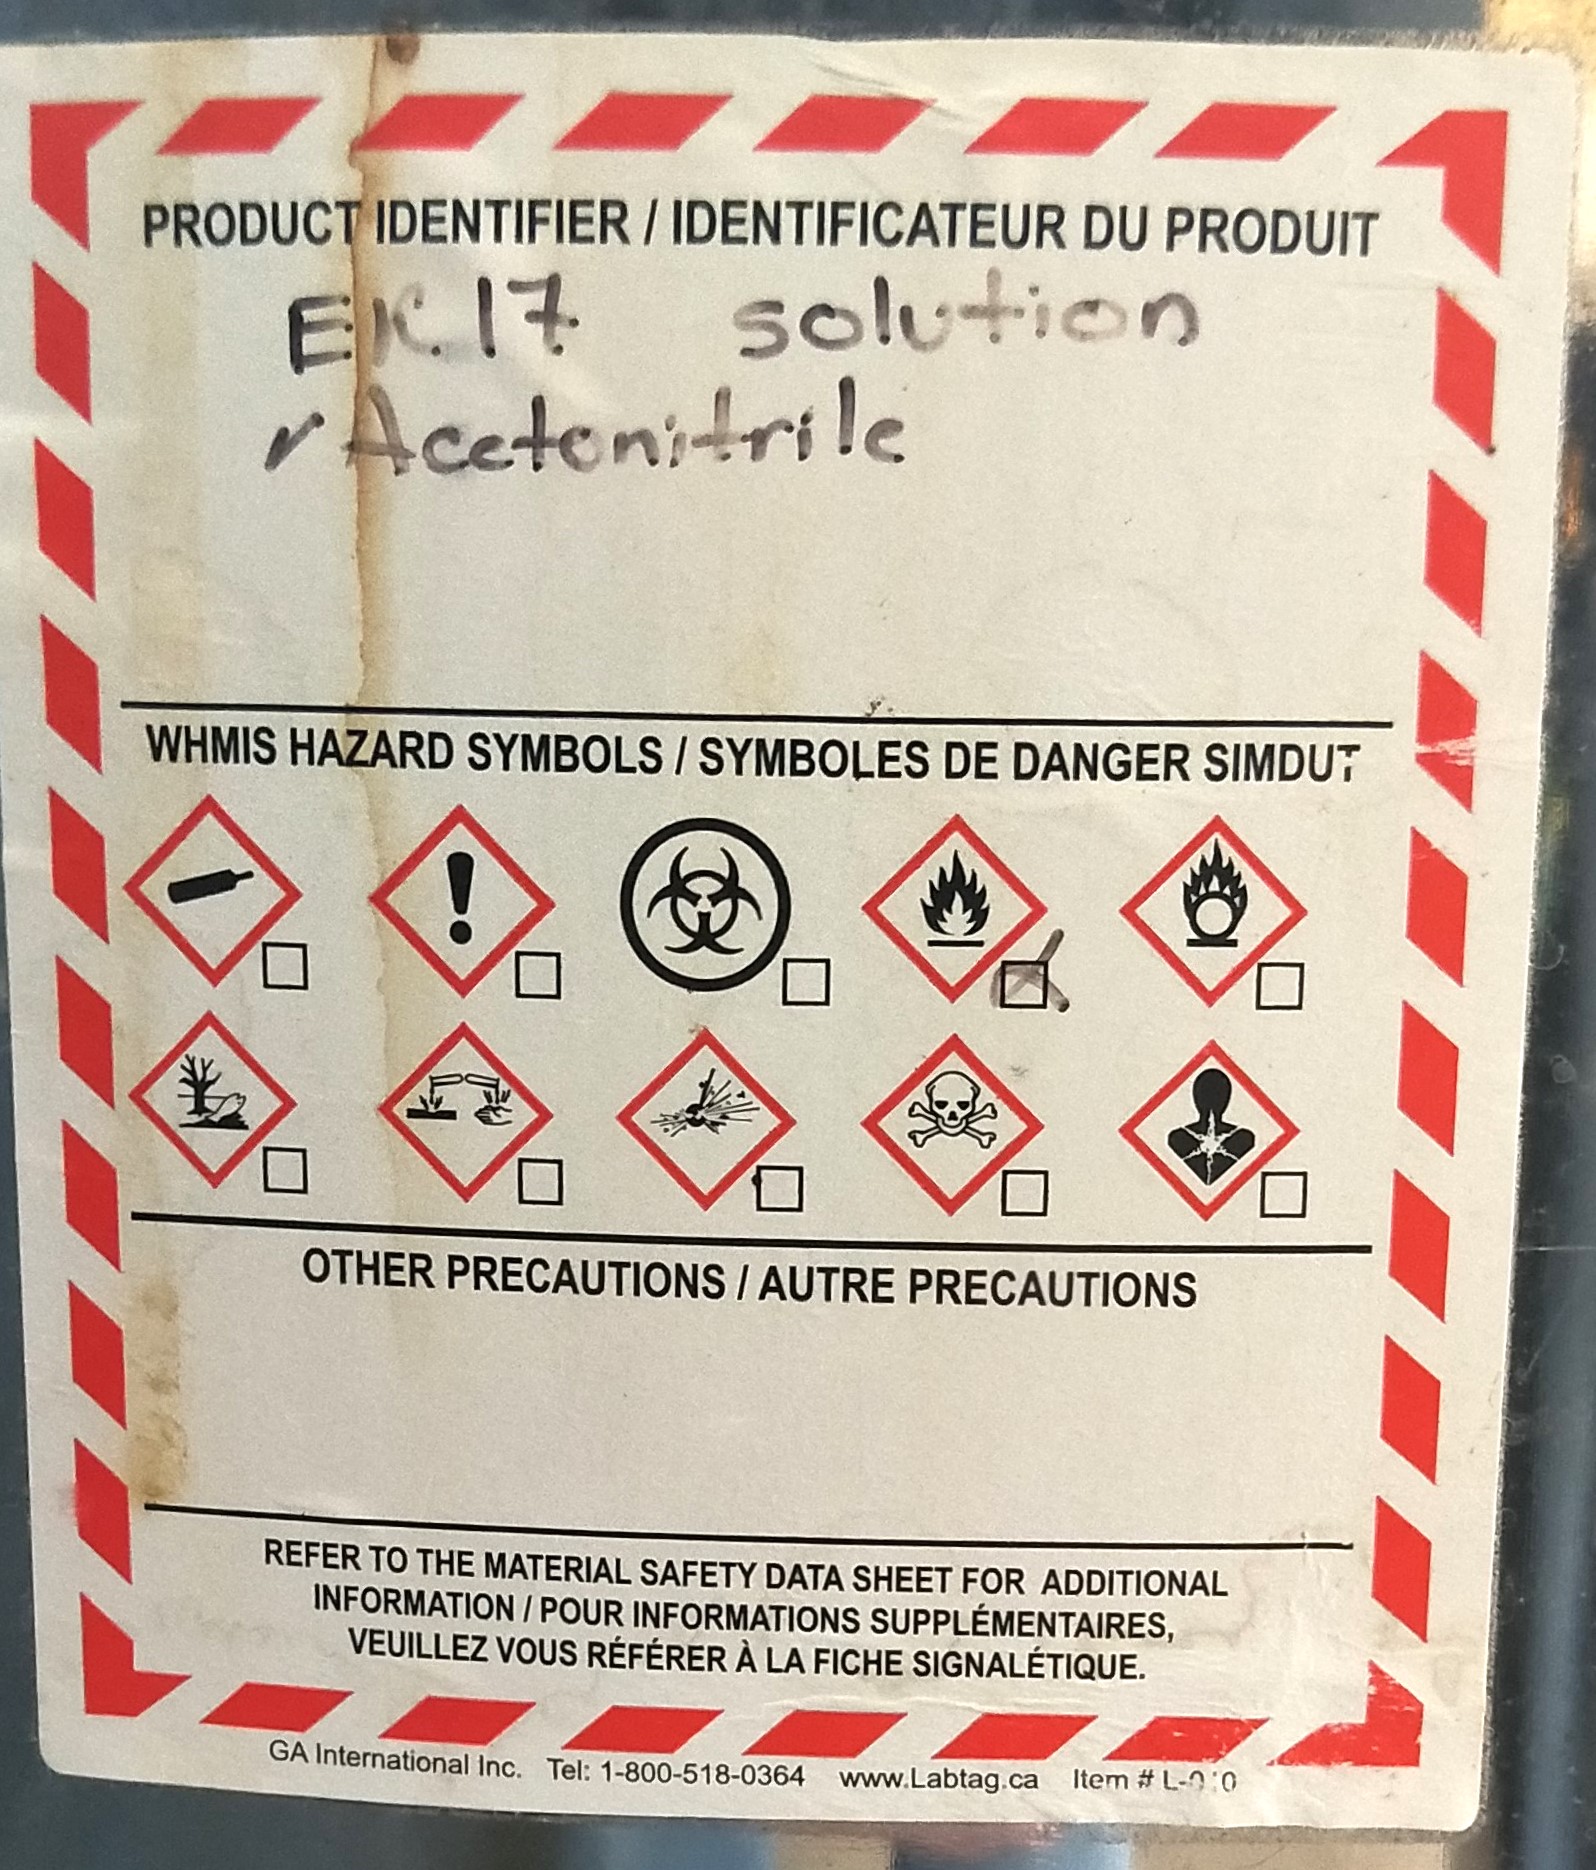 PRODUCT IDENTIFIER / IDENTIFICATEUR DU PRODUIT
EK17 solution
Acetonitrile
WHMIS HAZARD SYMBOLS / SYMBOLES DE DANGER SIMDUT
OTHER PRECAUTIONS / AUTRE PRECAUTIONS
REFER TO THE MATERIAL SAFETY DATA SHEET FOR ADDITIONAL
INFORMATION / POUR INFORMATIONS SUPPLÉMENTAIRES,
VEUILLEZ VOUS RÉFÉRER À LA FICHE SIGNALÉTIQUE.
GA International Inc. Tel: 1-800-518-0364 www.Labtag.ca Item #